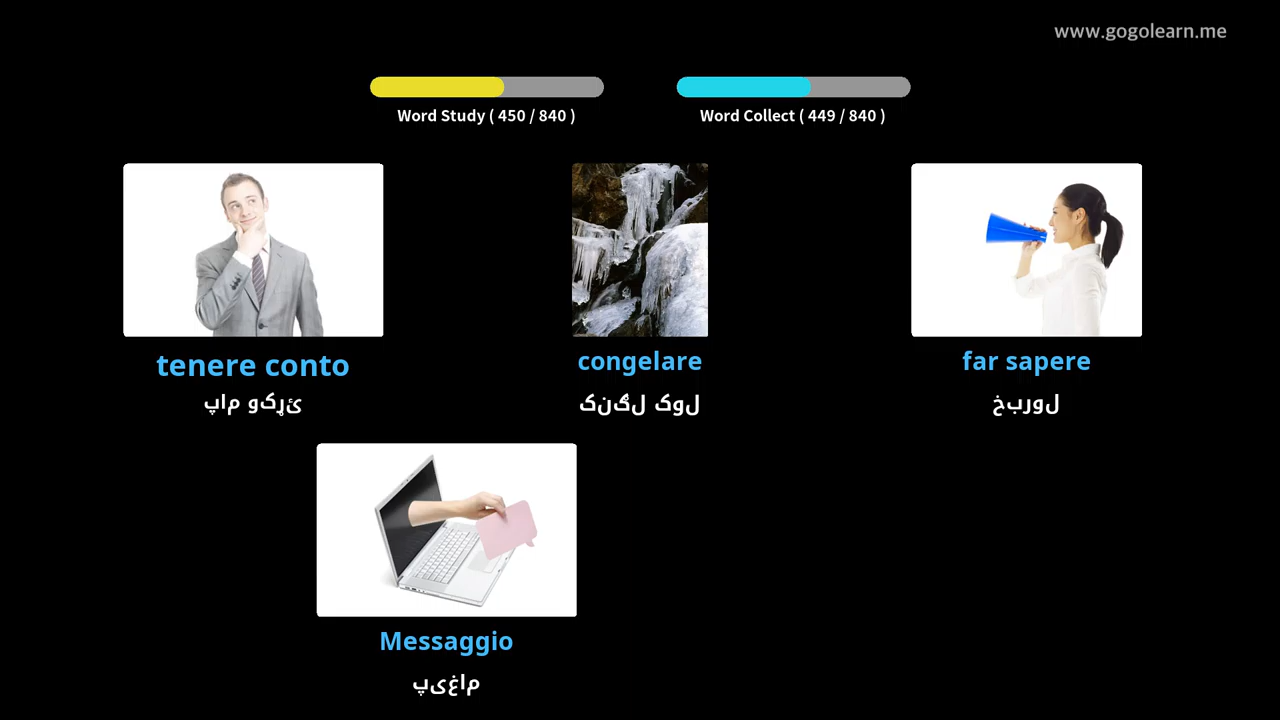 www.gogolearn.me
Word Study ( 450 / 840 )
Word Collect ( 449 / 840 )
tenere conto
پام وکړئ
congelare
کنګل کول
far sapere
خبرول
Messaggio
پیغام